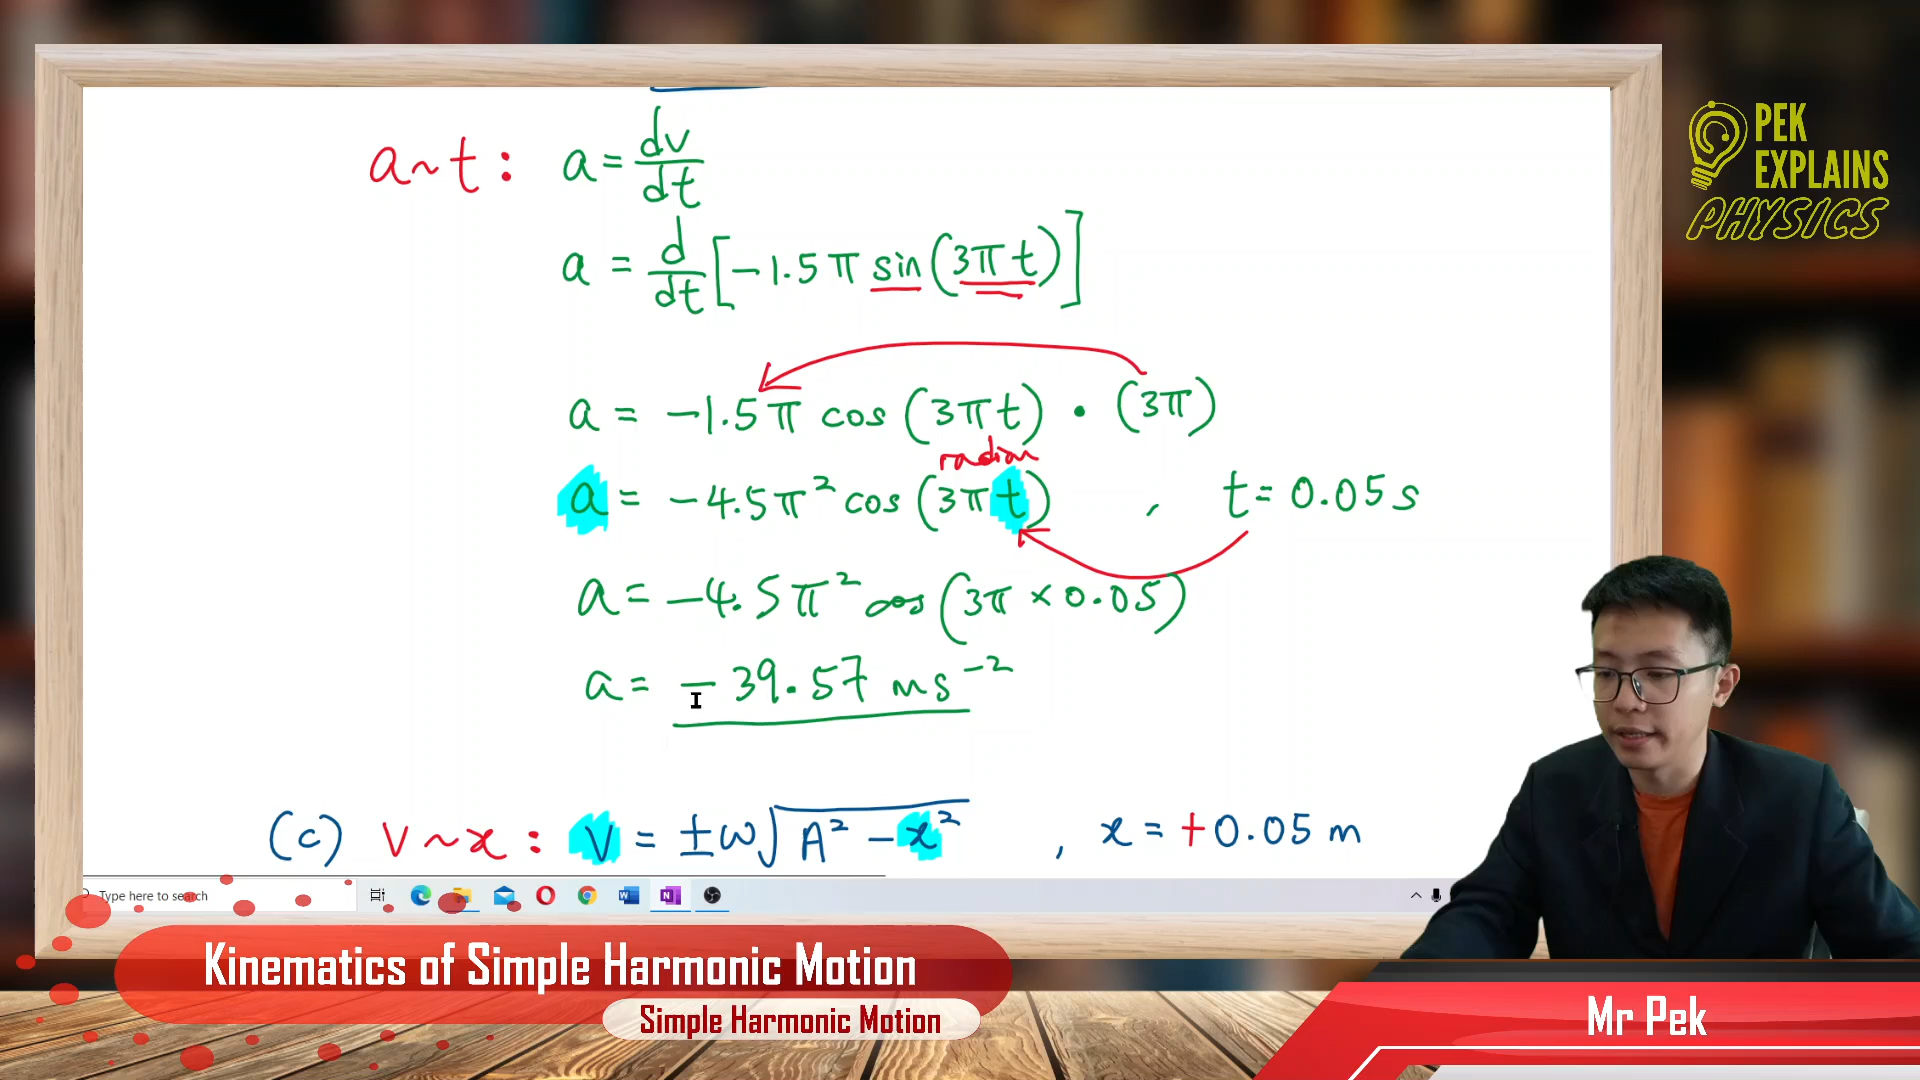 PEK
EXPLAINS
PHYSICS
a~t : a = dv/dt
a = d/dt [-1.5π sin (3πt)]
a = -1.5π cos (3πt) • (3π)
radian
a = -4.5π² cos (3πt) , t = 0.05 s
a = -4.5π² cos (3π × 0.05)
a = -39.57 ms⁻²
(c) v~x : v = ±ω√(A² - x²) , x = +0.05 m
Type here to search
Kinematics of Simple Harmonic Motion
Simple Harmonic Motion
Mr Pek